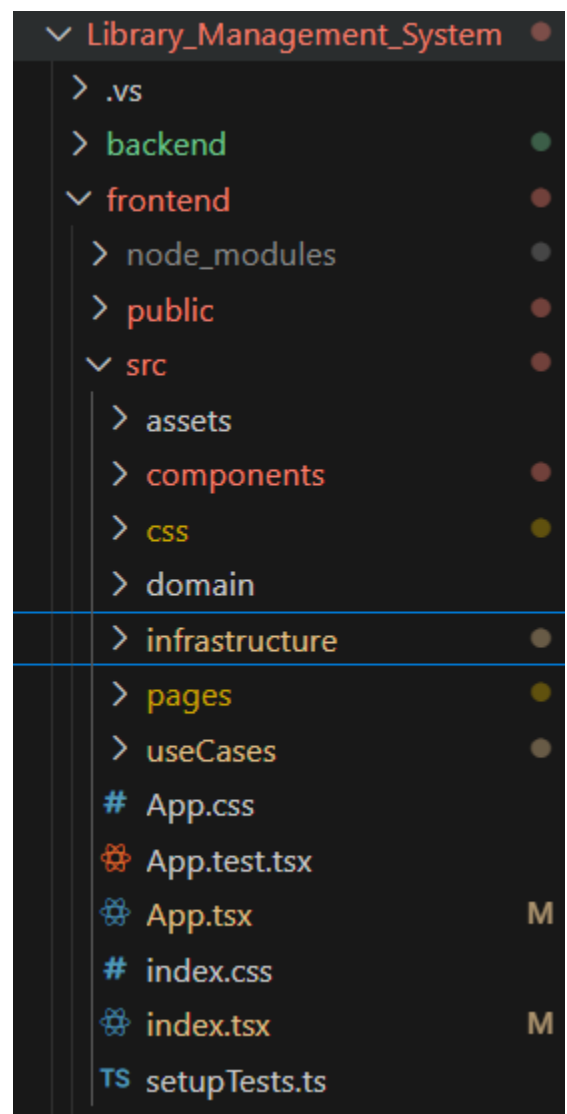 Library_Management_System
.vs
backend
frontend
node_modules
public
src
assets
components
css
domain
infrastructure
pages
useCases
# App.css
App.test.tsx
App.tsx M
# index.css
index.tsx M
TS setupTests.ts